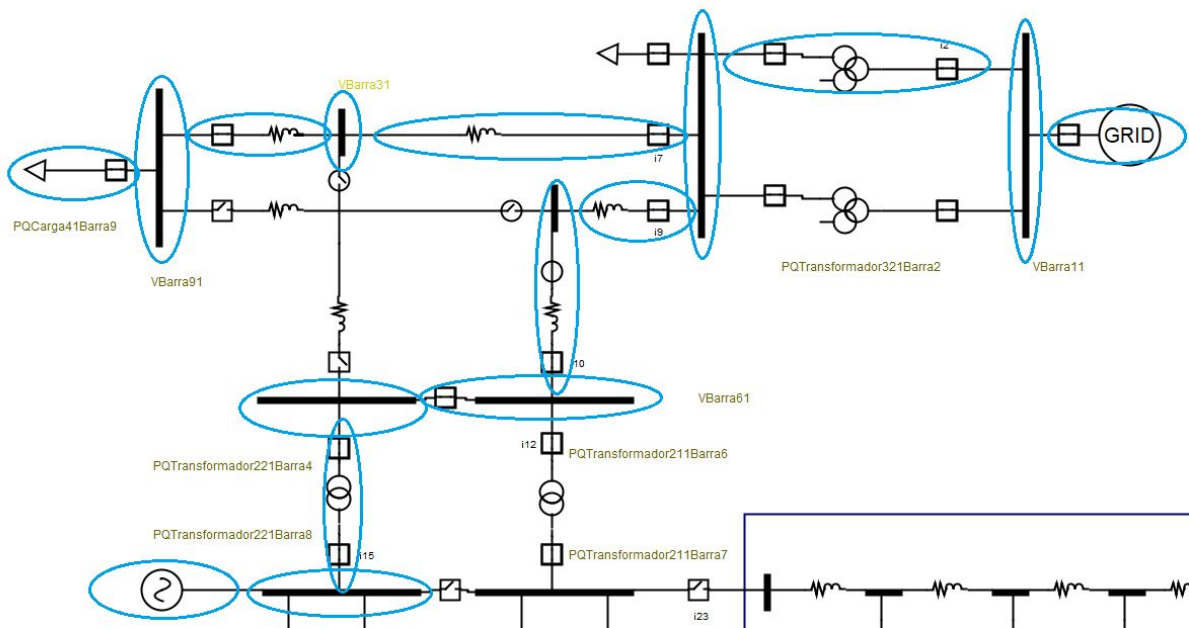 i2
VBarra31
GRID
i7
PQCarga41Barra9
i9
VBarra91
PQTransformador321Barra2
VBarra11
i10
VBarra61
i12
PQTransformador221Barra4
PQTransformador211Barra6
PQTransformador221Barra8
i15
PQTransformador211Barra7
i23